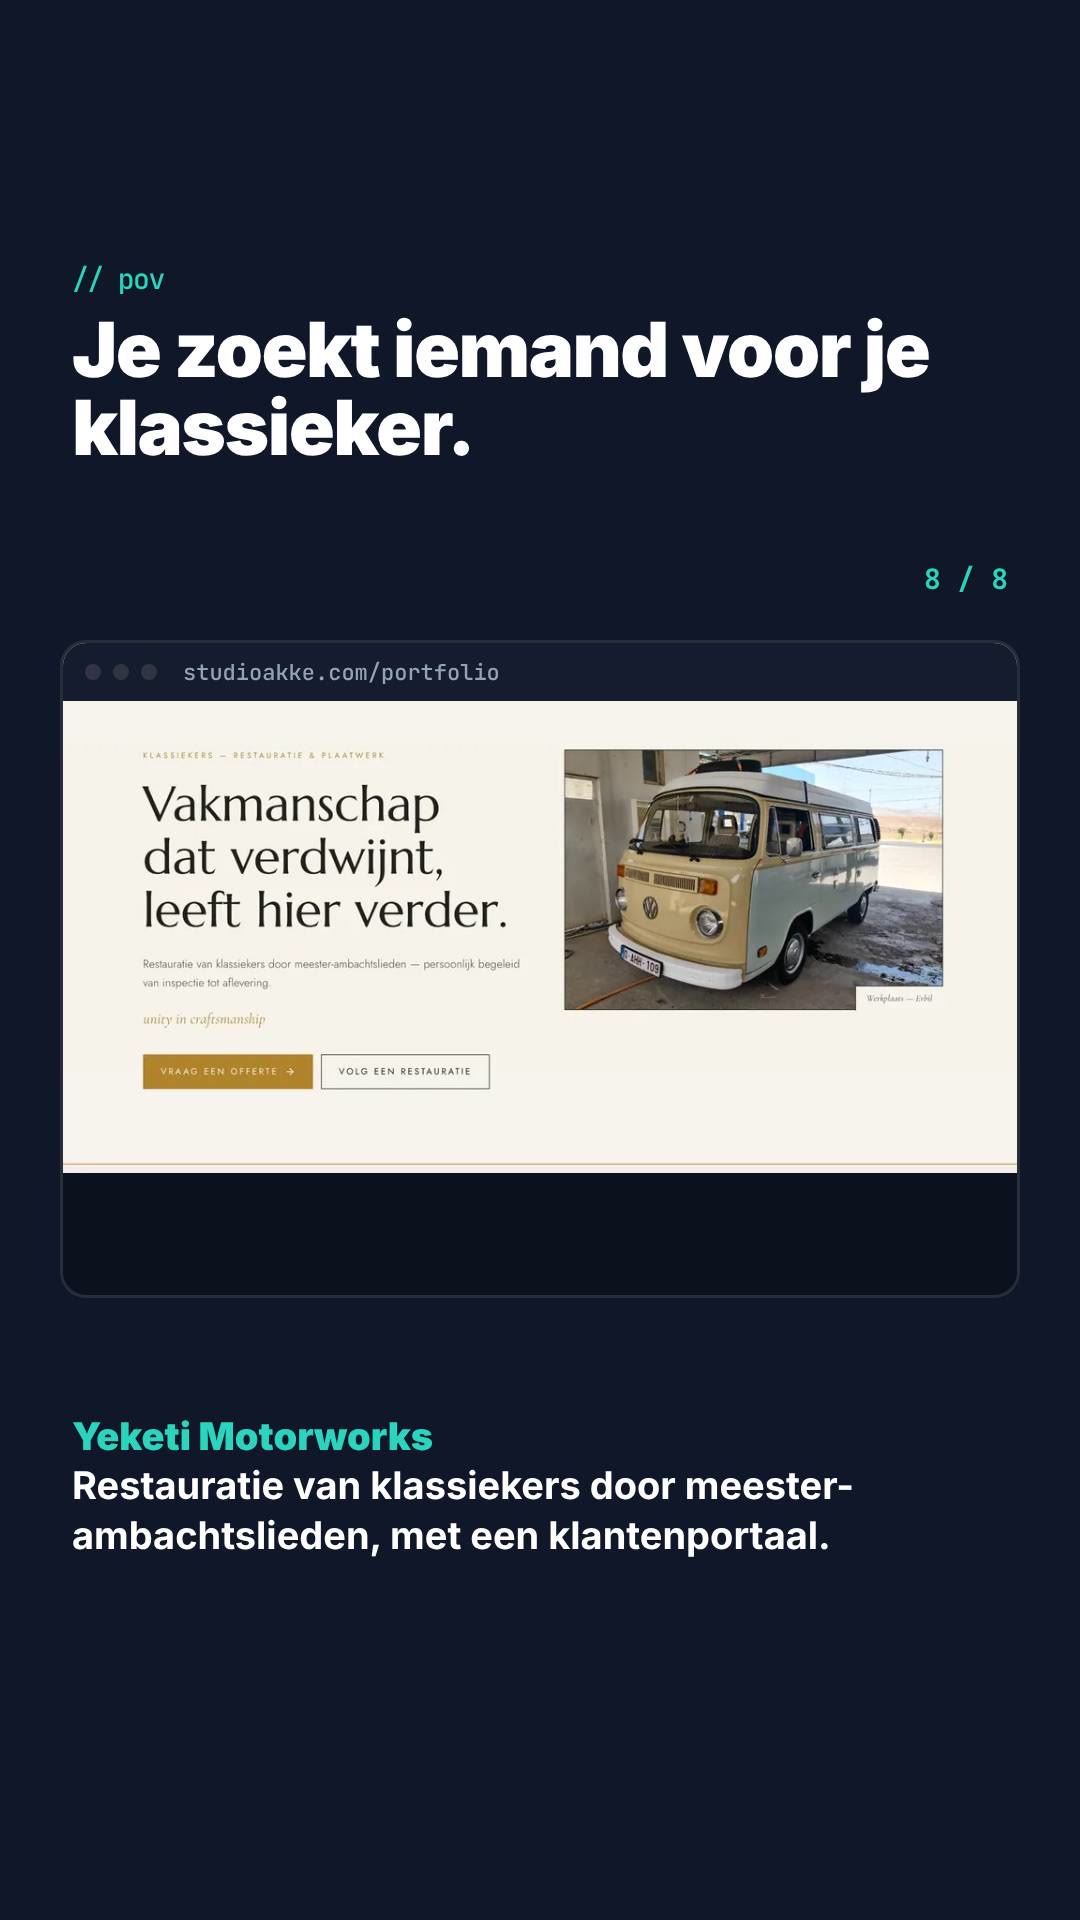 // pov
Je zoekt iemand voor je
klassieker.
8 / 8
studioakke.com/portfolio
KLASSIEKERS — RESTAURATIE & PLAATWERK
Vakmanschap
dat verdwijnt,
leeft hier verder.
Restauratie van klassiekers door meester-ambachtslieden — persoonlijk begeleid
van inspectie tot aflevering.
unity in craftsmanship
VRAAG EEN OFFERTE →
VOLG EEN RESTAURATIE
Werkplaats — Erbil
Yeketi Motorworks
Restauratie van klassiekers door meester-
ambachtslieden, met een klantenportaal.